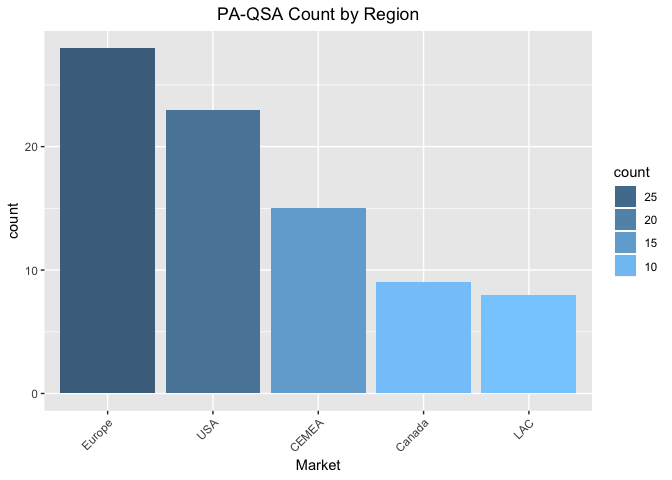 PA-QSA Count by Region
count
20
10
0
Europe
USA
CEMEA
Canada
LAC
Market
count
25
20
15
10